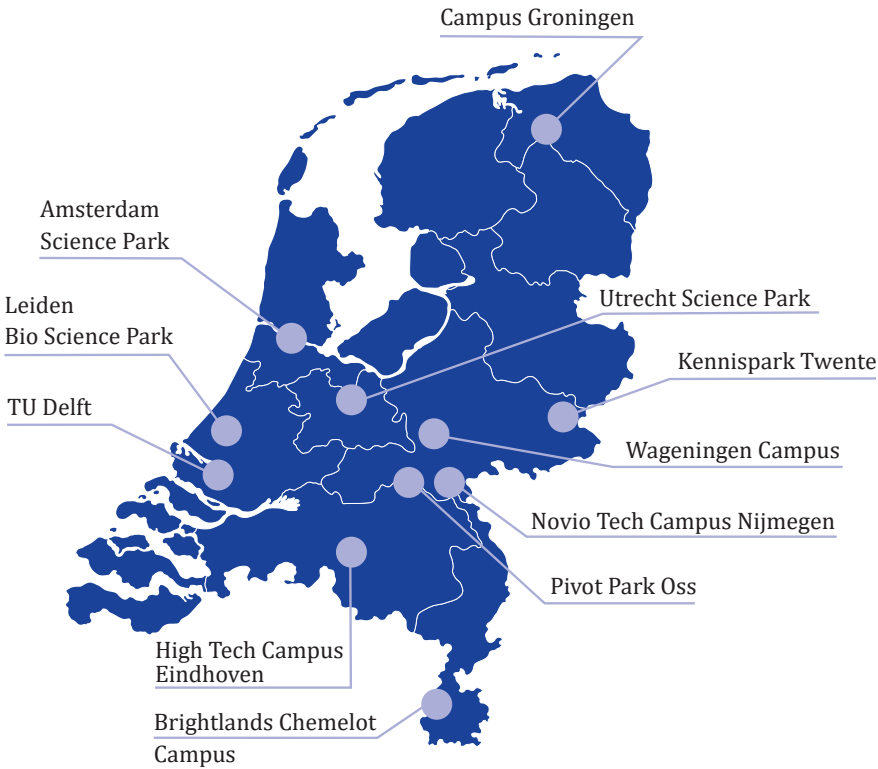 Campus Groningen
Amsterdam
Science Park
Leiden
Bio Science Park
Utrecht Science Park
Kennispark Twente
TU Delft
Wageningen Campus
Novio Tech Campus Nijmegen
Pivot Park Oss
High Tech Campus
Eindhoven
Brightlands Chemelot
Campus